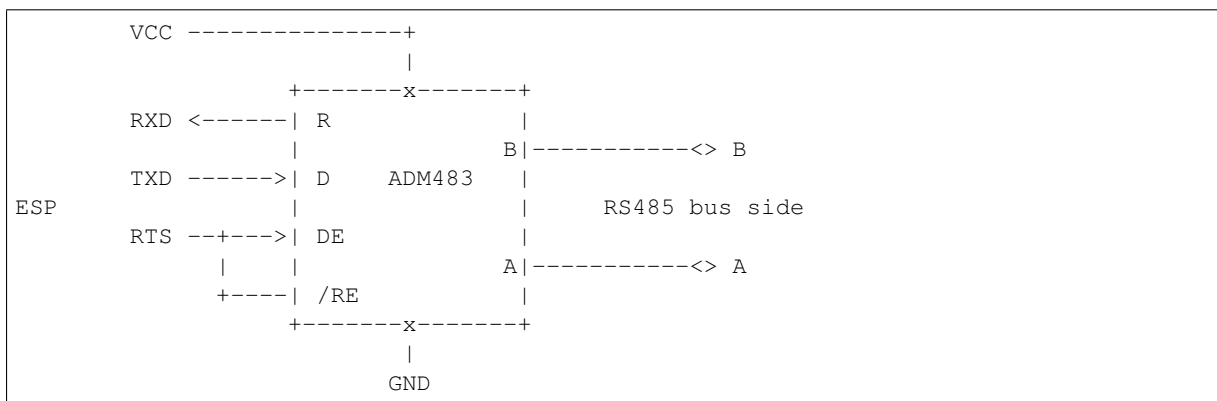 VCC ---------------+
|
+-------x-------+
RXD <------| R |
| B|-----------<> B
TXD ------>| D ADM483 |
ESP | | RS485 bus side
RTS --+--->| DE |
| | A|-----------<> A
+----| /RE |
+-------x-------+
|
GND